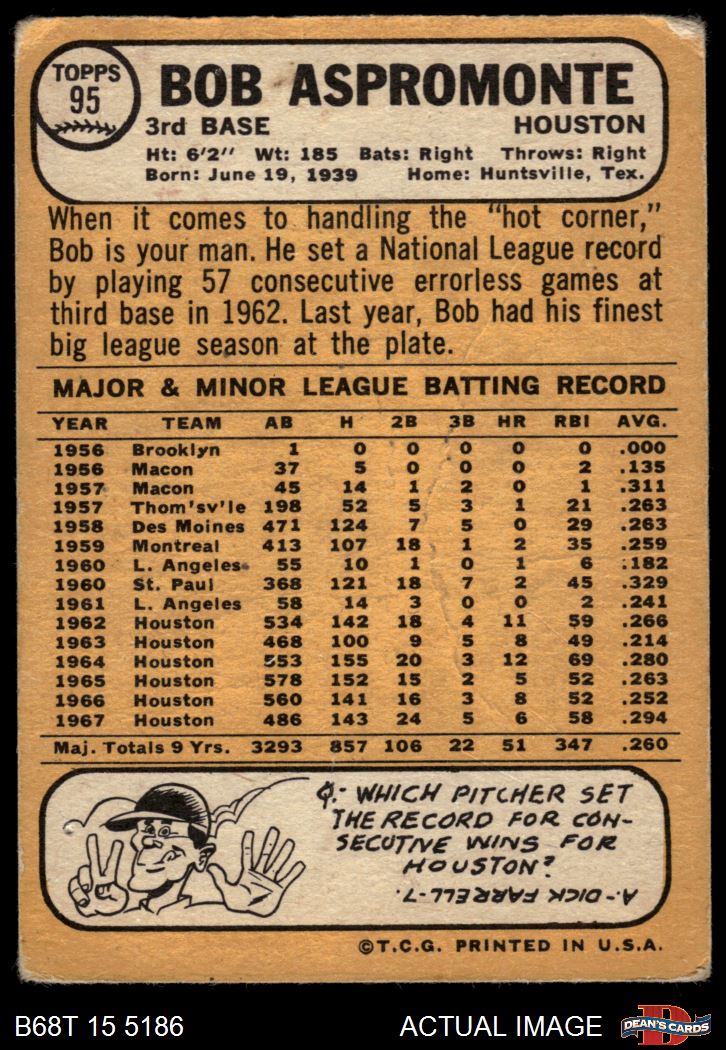 TOPPS
95
BOB ASPROMONTE
3rd BASE HOUSTON
Ht: 6'2" Wt: 185 Bats: Right Throws: Right
Born: June 19, 1939 Home: Huntsville, Tex.
When it comes to handling the "hot corner,"
Bob is your man. He set a National League record
by playing 57 consecutive errorless games at
third base in 1962. Last year, Bob had his finest
big league season at the plate.
MAJOR & MINOR LEAGUE BATTING RECORD
YEAR TEAM AB H 2B 3B HR RBI AVG.
1956 Brooklyn 1 0 0 0 0 0 .000
1956 Macon 37 5 0 0 0 2 .135
1957 Macon 45 14 1 2 0 1 .311
1957 Thom'sv'le 198 52 5 3 1 21 .263
1958 Des Moines 471 124 7 5 0 29 .263
1959 Montreal 413 107 18 1 2 35 .259
1960 L. Angeles 55 10 1 0 1 6 .182
1960 St. Paul 368 121 18 7 2 45 .329
1961 L. Angeles 58 14 3 0 0 2 .241
1962 Houston 534 142 18 4 11 59 .266
1963 Houston 468 100 9 5 8 49 .214
1964 Houston 553 155 20 3 12 69 .280
1965 Houston 578 152 15 2 5 52 .263
1966 Houston 560 141 16 3 8 52 .252
1967 Houston 486 143 24 5 6 58 .294
Maj. Totals 9 Yrs. 3293 857 106 22 51 347 .260
Q.- WHICH PITCHER SET
THE RECORD FOR CON-
SECUTIVE WINS FOR
HOUSTON?
A.- DICK FARRELL-7.
©T.C.G. PRINTED IN U.S.A.
B68T 15 5186 ACTUAL IMAGE
D
DEAN'S CARDS